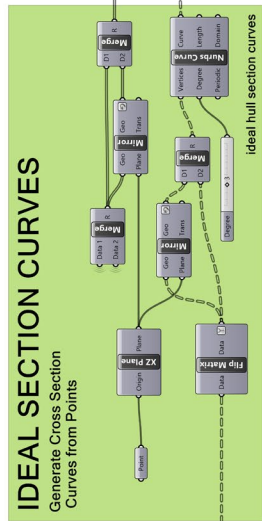 IDEAL SECTION CURVES
Generate Cross Section
Curves from Points
Point
Origin XZ Plane Plane
Data Flip Matrix Data
Data 1
Data 2
Merge
R
Geo
Plane
Mirror
Geo
Trans
Geo
Plane
Mirror
Geo
Trans
D1
D2
Merge
R
D1
D2
Merge
R
Degree
3
Vertices
Degree
Periodic
Nurbs Curve
Curve
Length
Domain
ideal hull section curves